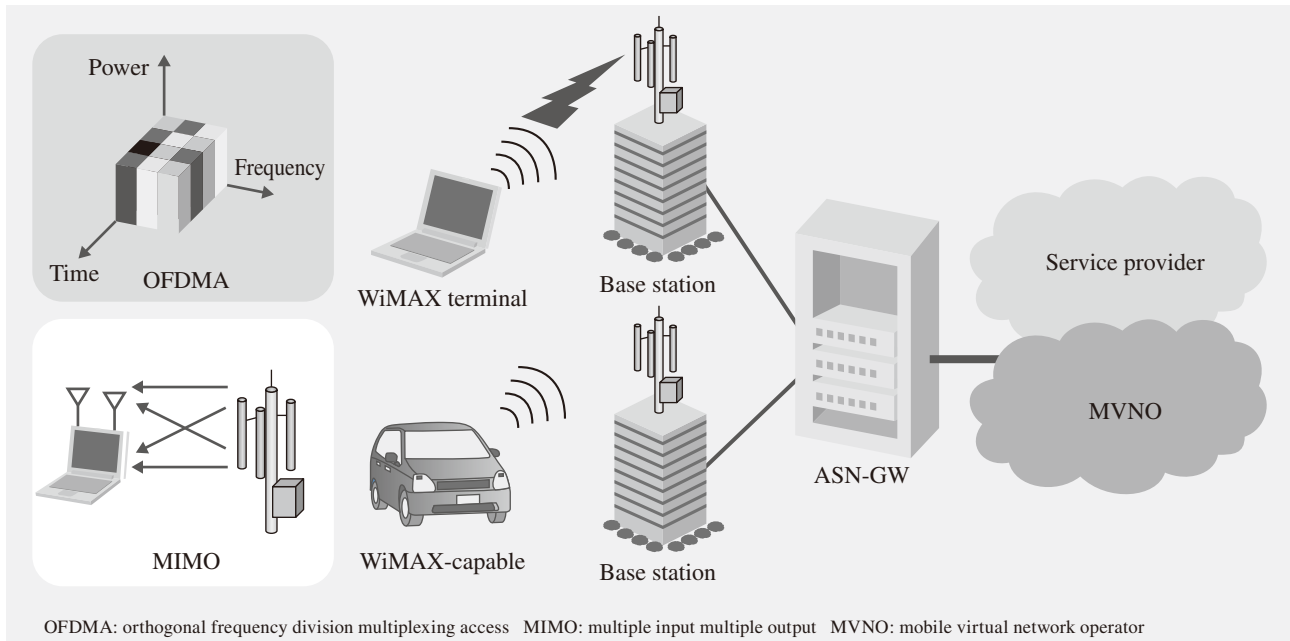 Power
Frequency
Time
OFDMA
WiMAX terminal
Base station
MIMO
WiMAX-capable
Base station
ASN-GW
Service provider
MVNO
OFDMA: orthogonal frequency division multiplexing access MIMO: multiple input multiple output MVNO: mobile virtual network operator